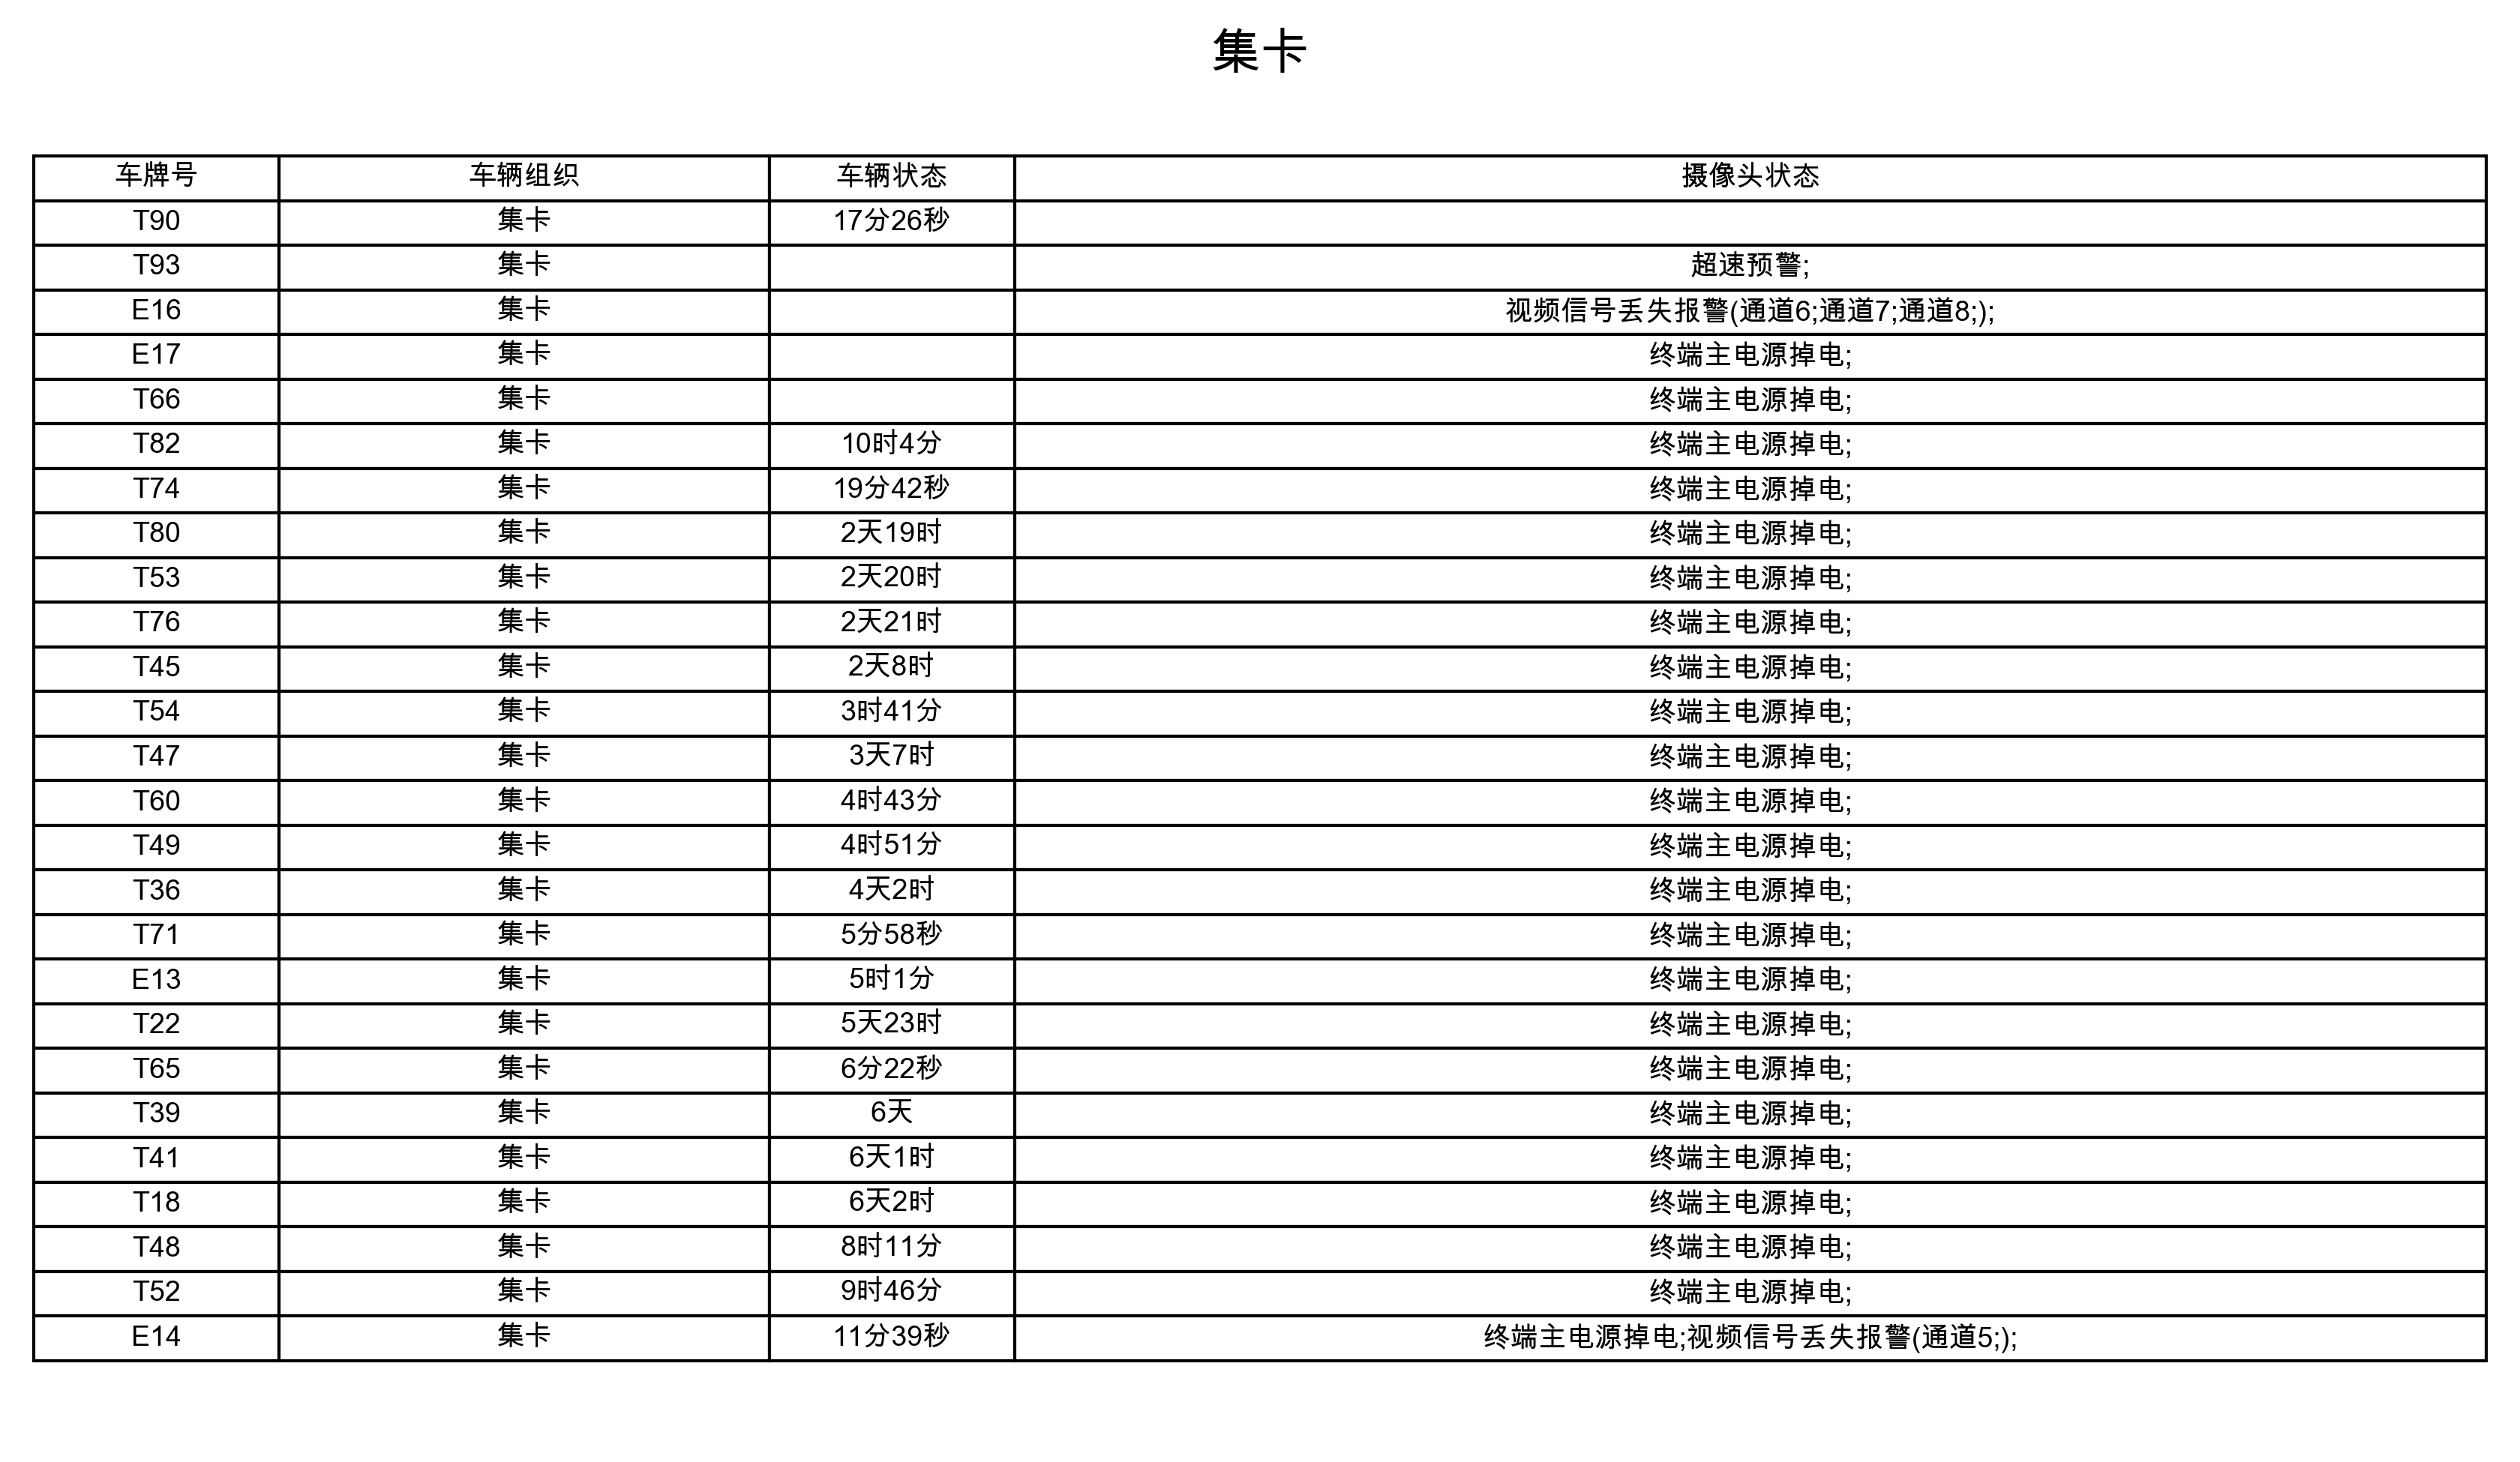 集卡
车牌号 车辆组织 车辆状态 摄像头状态
T90 集卡 17分26秒
T93 集卡 超速预警;
E16 集卡 视频信号丢失报警(通道6;通道7;通道8;);
E17 集卡 终端主电源掉电;
T66 集卡 终端主电源掉电;
T82 集卡 10时4分 终端主电源掉电;
T74 集卡 19分42秒 终端主电源掉电;
T80 集卡 2天19时 终端主电源掉电;
T53 集卡 2天20时 终端主电源掉电;
T76 集卡 2天21时 终端主电源掉电;
T45 集卡 2天8时 终端主电源掉电;
T54 集卡 3时41分 终端主电源掉电;
T47 集卡 3天7时 终端主电源掉电;
T60 集卡 4时43分 终端主电源掉电;
T49 集卡 4时51分 终端主电源掉电;
T36 集卡 4天2时 终端主电源掉电;
T71 集卡 5分58秒 终端主电源掉电;
E13 集卡 5时1分 终端主电源掉电;
T22 集卡 5天23时 终端主电源掉电;
T65 集卡 6分22秒 终端主电源掉电;
T39 集卡 6天 终端主电源掉电;
T41 集卡 6天1时 终端主电源掉电;
T18 集卡 6天2时 终端主电源掉电;
T48 集卡 8时11分 终端主电源掉电;
T52 集卡 9时46分 终端主电源掉电;
E14 集卡 11分39秒 终端主电源掉电;视频信号丢失报警(通道5;);